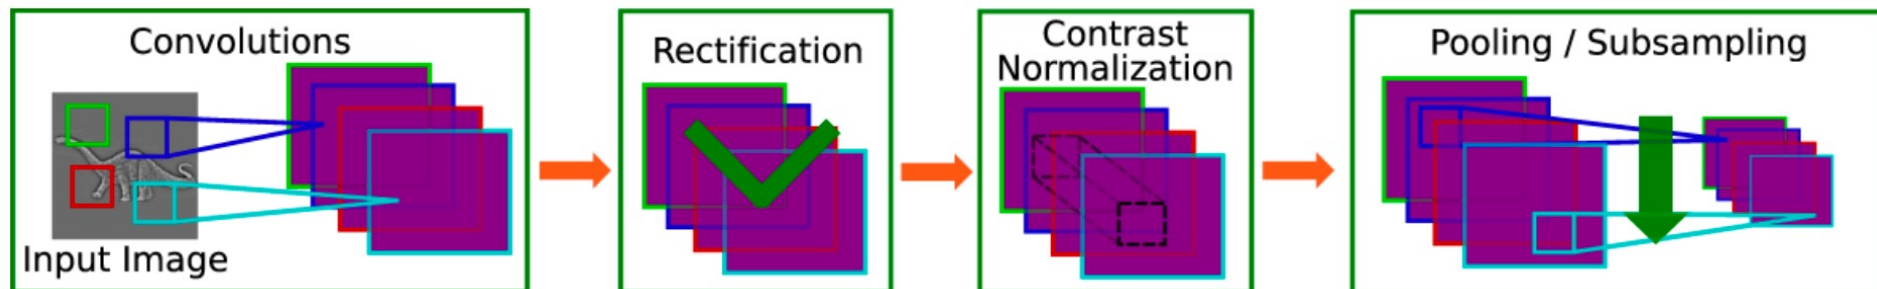 Convolutions
Input Image
Rectification
Contrast
Normalization
Pooling / Subsampling